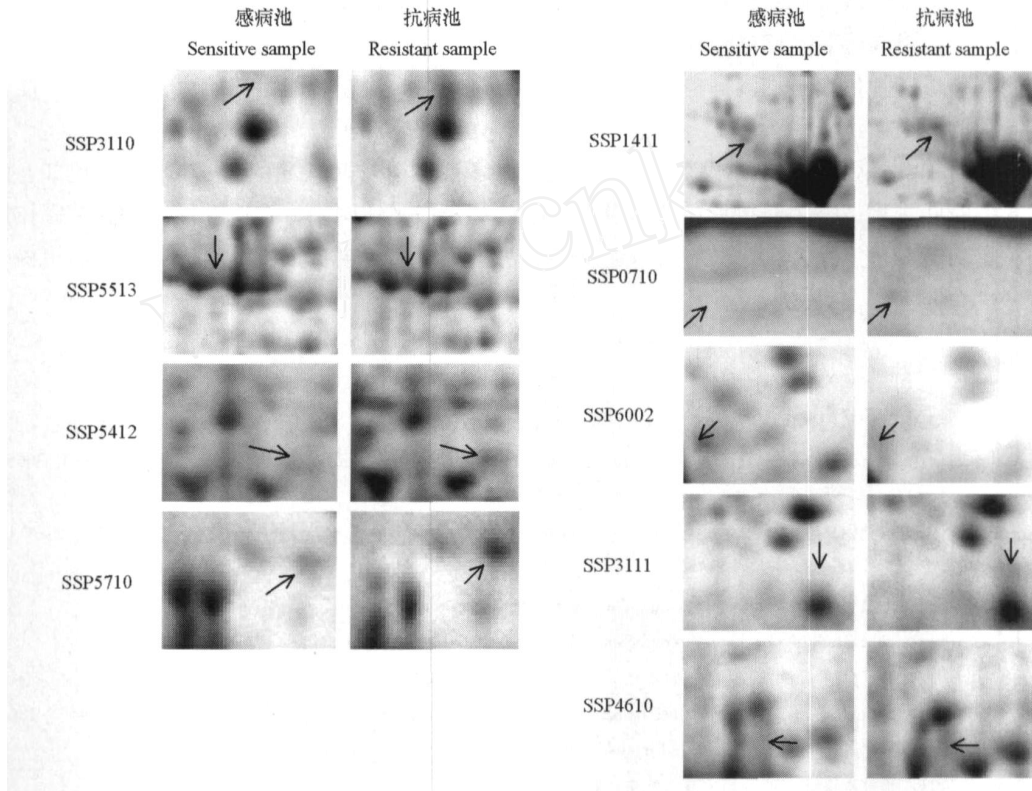 感病池 抗病池
Sensitive sample Resistant sample
SSP3110
SSP5513
SSP5412
SSP5710
感病池 抗病池
Sensitive sample Resistant sample
SSP1411
SSP0710
SSP6002
SSP3111
SSP4610
cnk